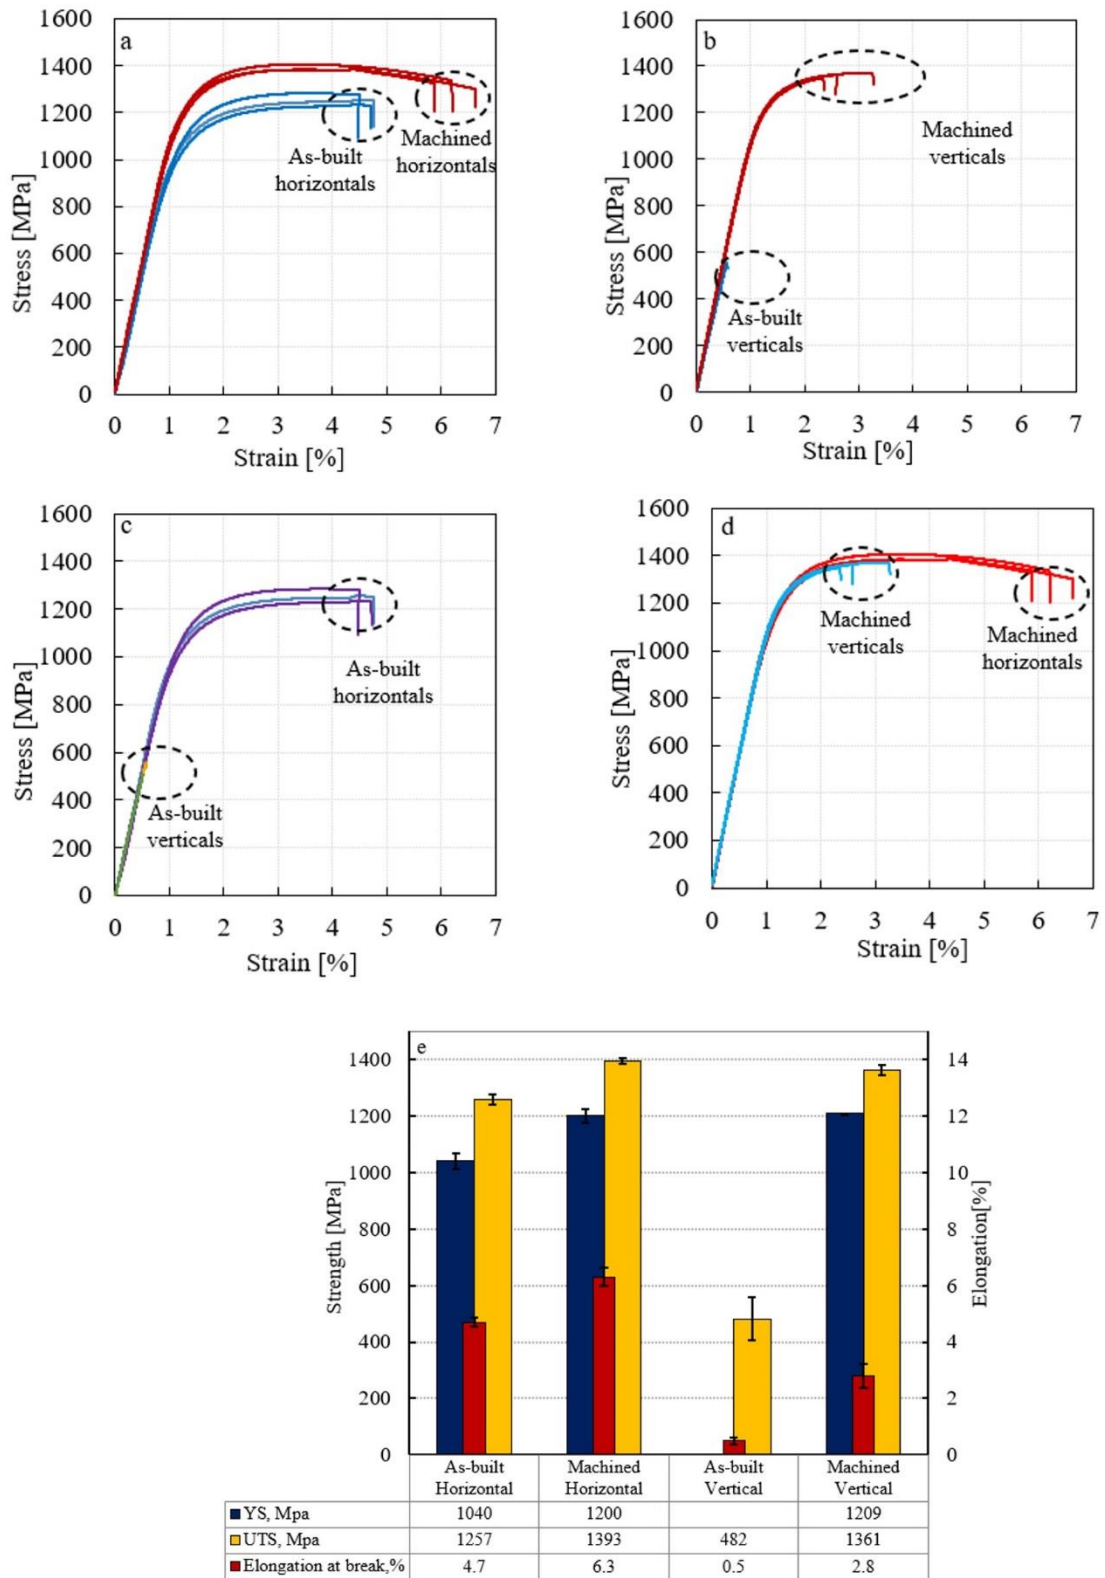 a
1600
1400
1200
1000
800
600
400
200
0
0 1 2 3 4 5 6 7
Stress [MPa]
Strain [%]
As-built
horizontals
Machined
horizontals
b
1600
1400
1200
1000
800
600
400
200
0
0 1 2 3 4 5 6 7
Stress [MPa]
Strain [%]
Machined
verticals
As-built
verticals
c
1600
1400
1200
1000
800
600
400
200
0
0 1 2 3 4 5 6 7
Stress [MPa]
Strain [%]
As-built
horizontals
As-built
verticals
d
1600
1400
1200
1000
800
600
400
200
0
0 1 2 3 4 5 6 7
Stress [MPa]
Strain [%]
Machined
verticals
Machined
horizontals
e
1400
1200
1000
800
600
400
200
0
Strength [MPa]
14
12
10
8
6
4
2
0
Elongation[%]
As-built
Horizontal
Machined
Horizontal
As-built
Vertical
Machined
Vertical
YS, Mpa 1040 1200 1209
UTS, Mpa 1257 1393 482 1361
Elongation at break,% 4.7 6.3 0.5 2.8